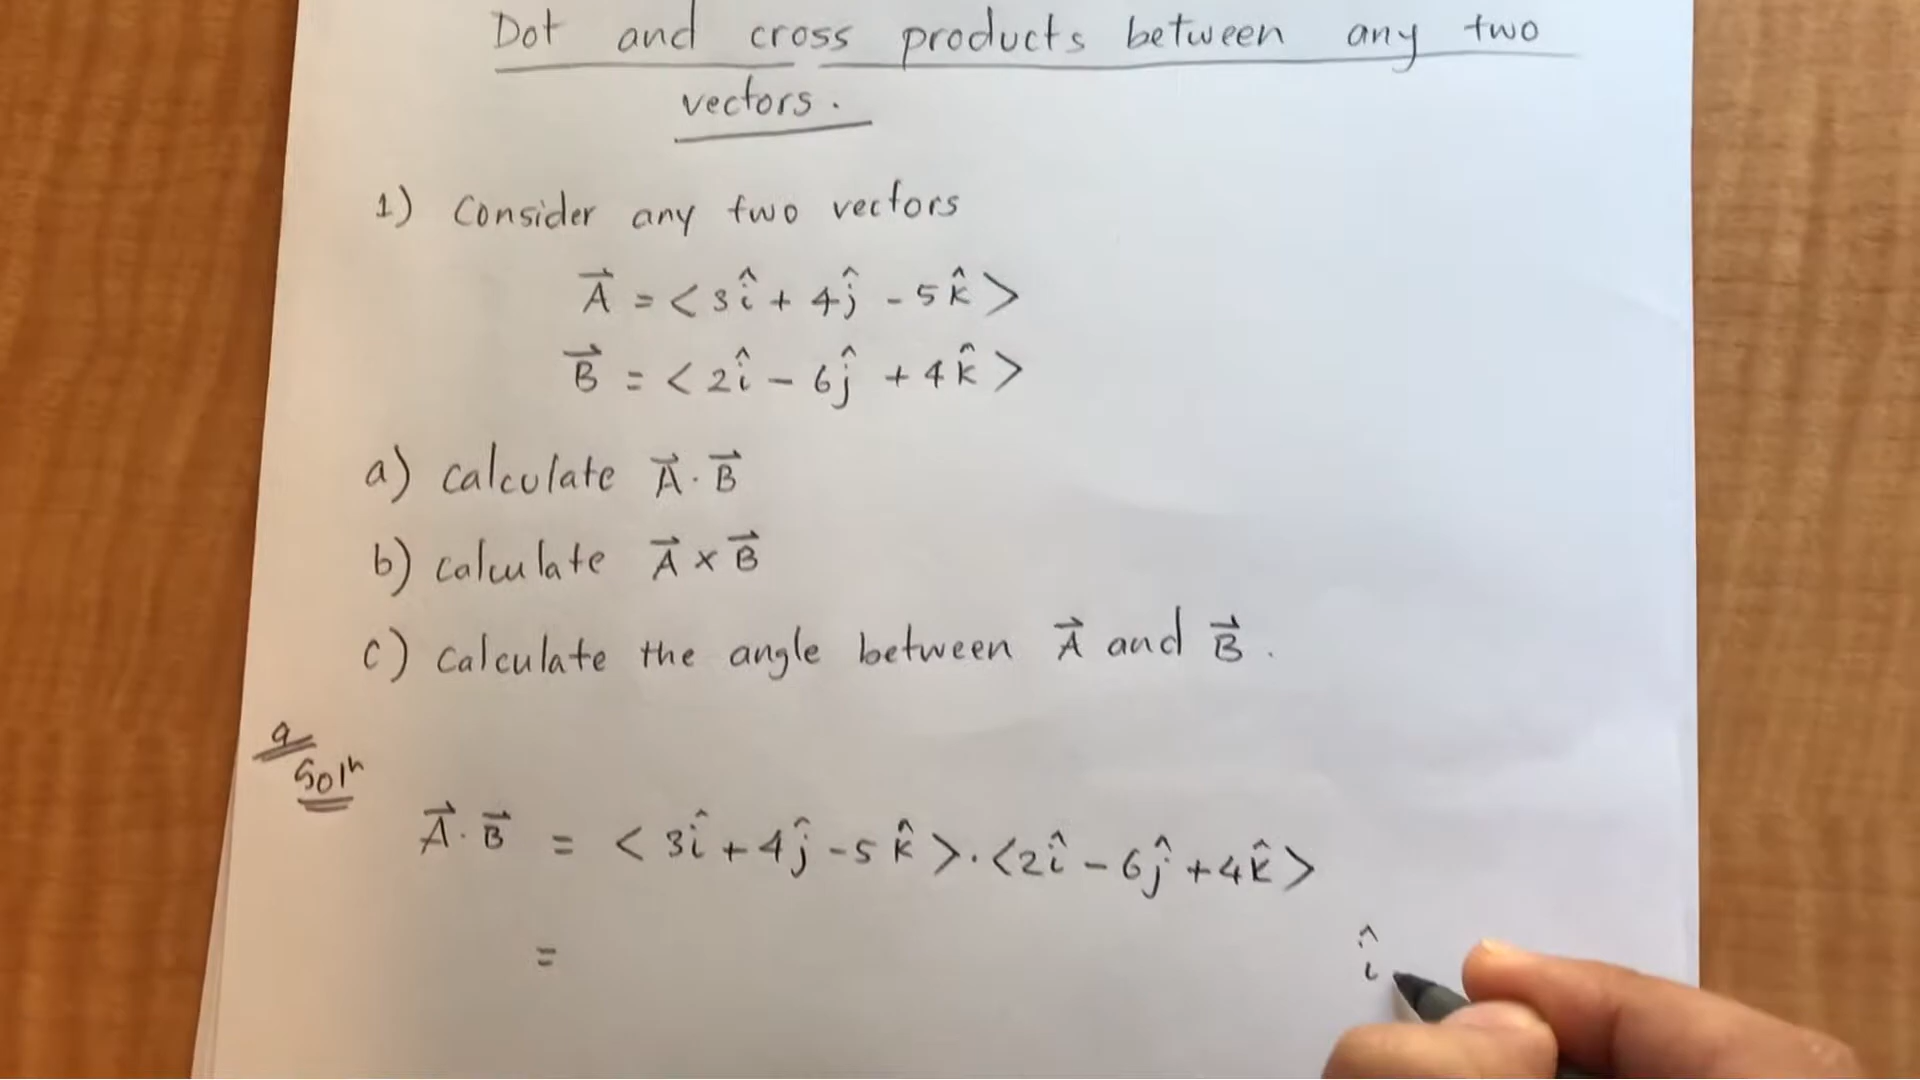 Dot and cross products between any two
vectors.
1) Consider any two vectors
A⃗ = <3î + 4ĵ - 5k̂>
B⃗ = <2î - 6ĵ + 4k̂>
a) calculate A⃗ · B⃗
b) calculate A⃗ × B⃗
c) calculate the angle between A⃗ and B⃗.
a
Soln
A⃗ · B⃗ = <3î + 4ĵ - 5k̂> · <2î - 6ĵ + 4k̂>
= î